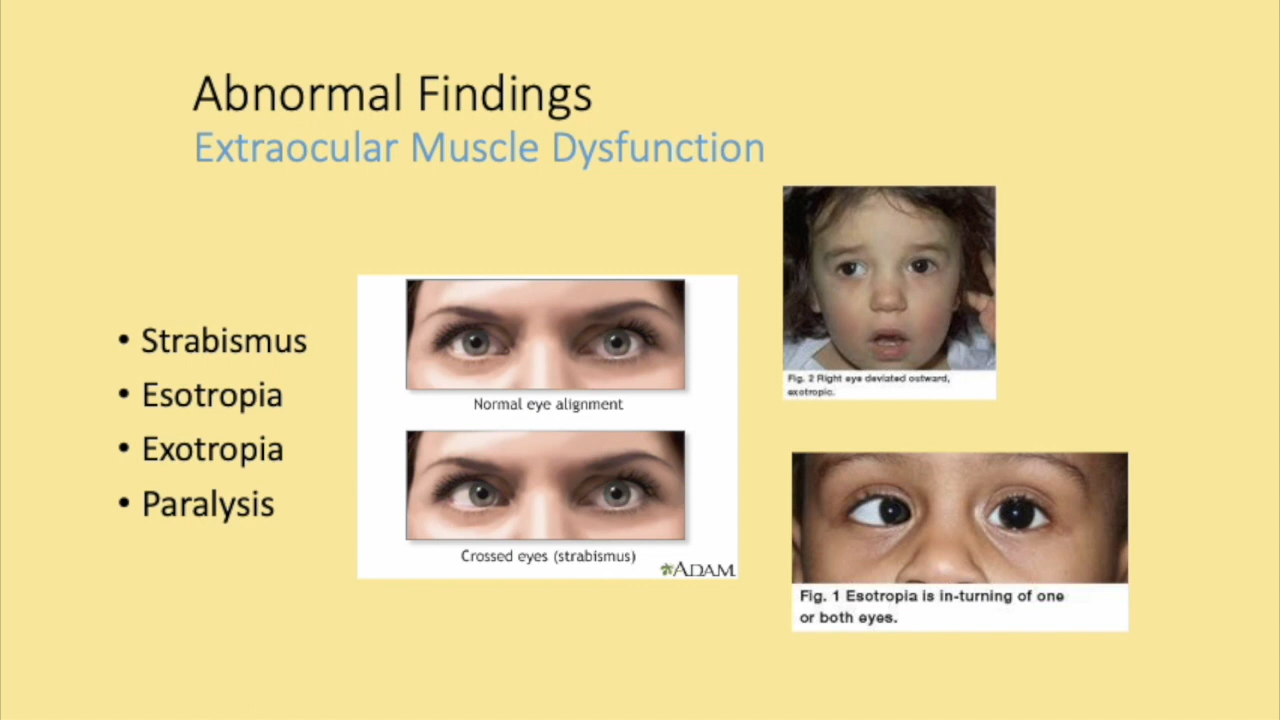 Abnormal Findings
Extraocular Muscle Dysfunction
• Strabismus
• Esotropia
• Exotropia
• Paralysis
Normal eye alignment
Crossed eyes (strabismus)
ADAM.
Fig. 2 Right eye deviated outward,
exotropic.
Fig. 1 Esotropia is in-turning of one
or both eyes.